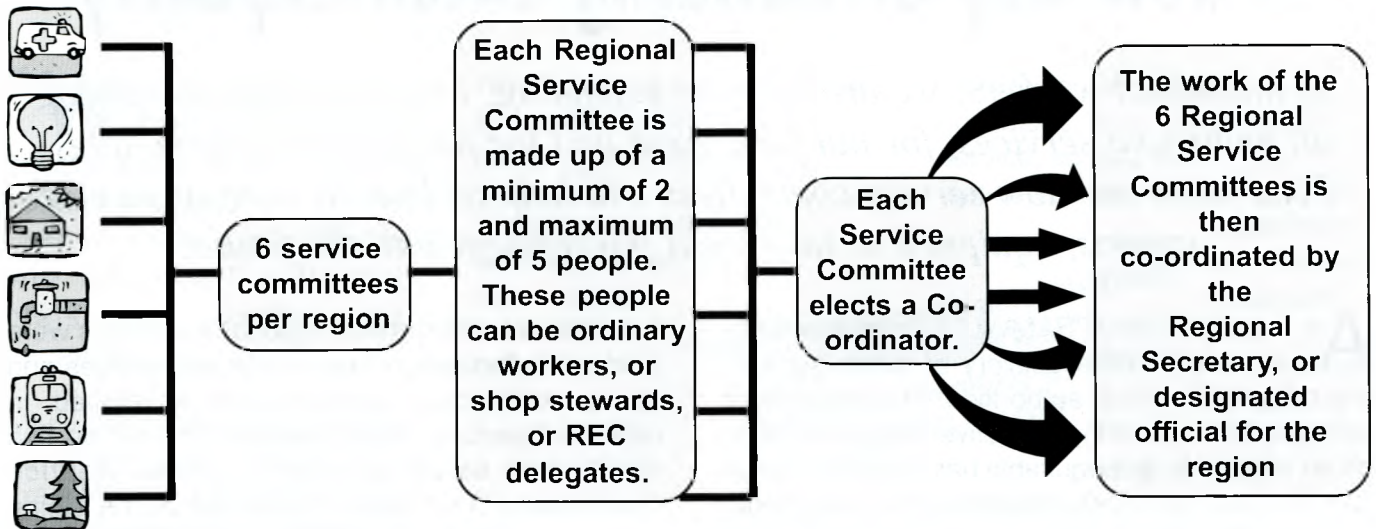 6 service
committees
per region
Each Regional
Service
Committee is
made up of a
minimum of 2
and maximum
of 5 people.
These people
can be ordinary
workers, or
shop stewards,
or REC
delegates.
Each
Service
Committee
elects a Co-
ordinator.
The work of the
6 Regional
Service
Committees is
then
co-ordinated by
the
Regional
Secretary, or
designated
official for the
region